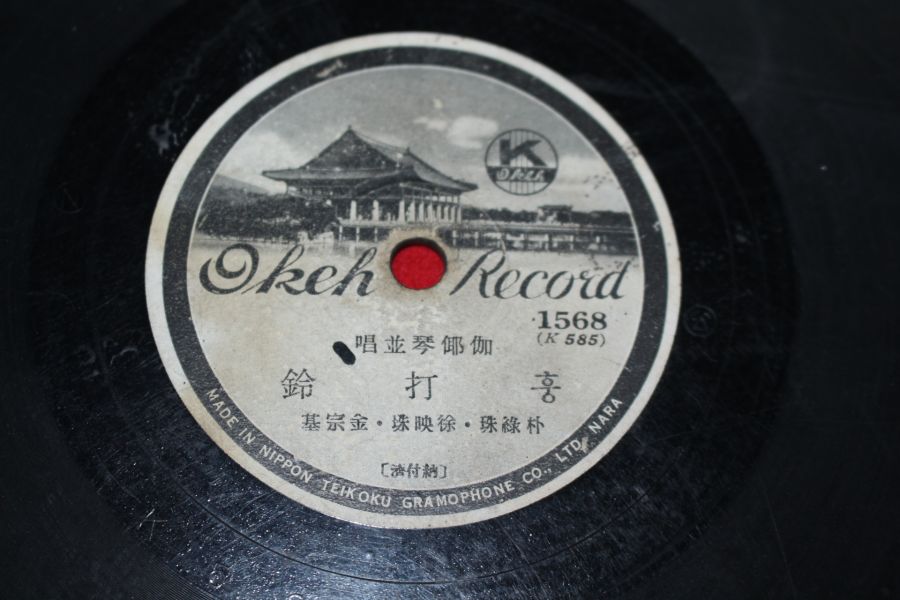 K
Okeh
Okeh Record
1568
(K 585)
伽倻琴並唱
흥打鈴
朴綠珠・徐映珠・金宗基
〔納付済〕
MADE IN NIPPON TEIKOKU GRAMOPHONE CO., LTD. NARA